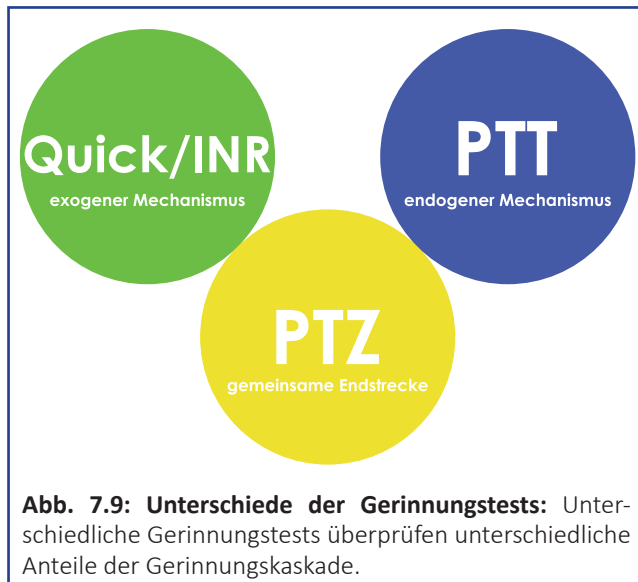 Quick/INR
exogener Mechanismus
PTT
endogener Mechanismus
PTZ
gemeinsame Endstrecke
Abb. 7.9: Unterschiede der Gerinnungstests: Unter-
schiedliche Gerinnungstests überprüfen unterschiedliche
Anteile der Gerinnungskaskade.